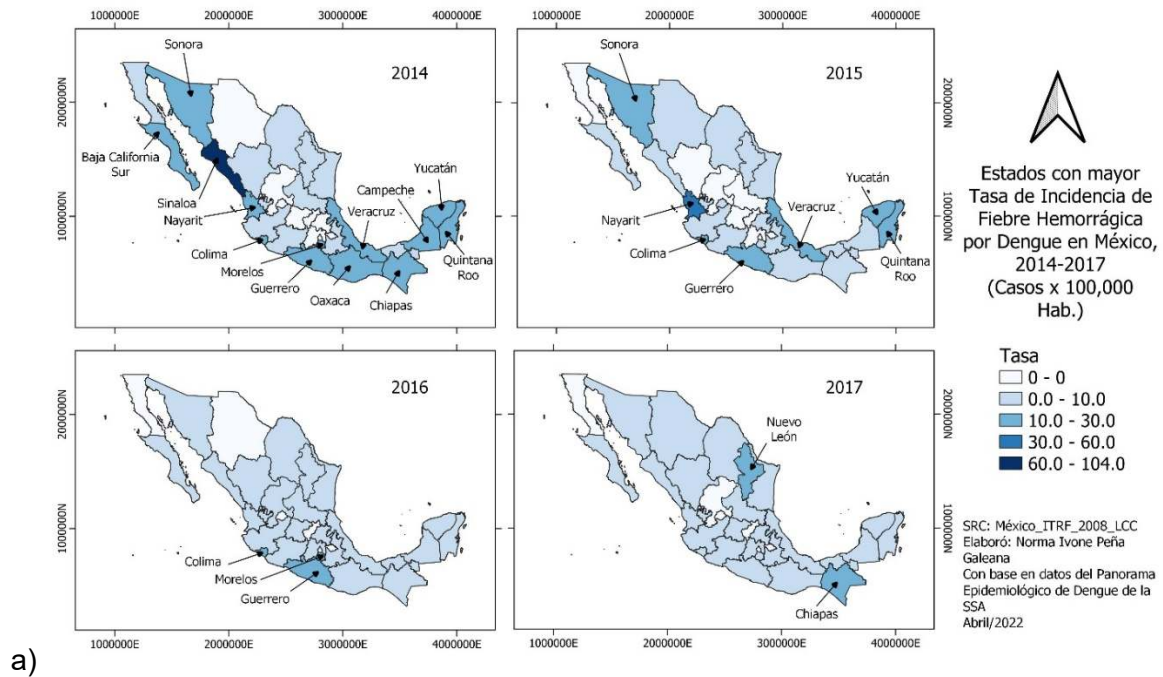 1000000E 2000000E 3000000E 4000000E
1000000E 2000000E 3000000E 4000000E
2000000N
1000000N
2014
Sonora
Baja California
Sur
Sinaloa
Nayarit
Colima
Morelos
Guerrero
Oaxaca
Chiapas
Yucatán
Campeche
Veracruz
Quintana
Roo
2015
Sonora
Nayarit
Colima
Guerrero
Veracruz
Yucatán
Quintana
Roo
2000000N
1000000N
2000000N
1000000N
2016
Colima
Morelos
Guerrero
2017
Nuevo
León
Chiapas
2000000N
1000000N
1000000E 2000000E 3000000E 4000000E
1000000E 2000000E 3000000E 4000000E
Estados con mayor
Tasa de Incidencia de
Fiebre Hemorrágica
por Dengue en México,
2014-2017
(Casos x 100,000
Hab.)
Tasa
0 - 0
0.0 - 10.0
10.0 - 30.0
30.0 - 60.0
60.0 - 104.0
SRC: México_ITRF_2008_LCC
Elaboró: Norma Ivone Peña
Galeana
Con base en datos del Panorama
Epidemiológico de Dengue de la
SSA
Abril/2022
a)